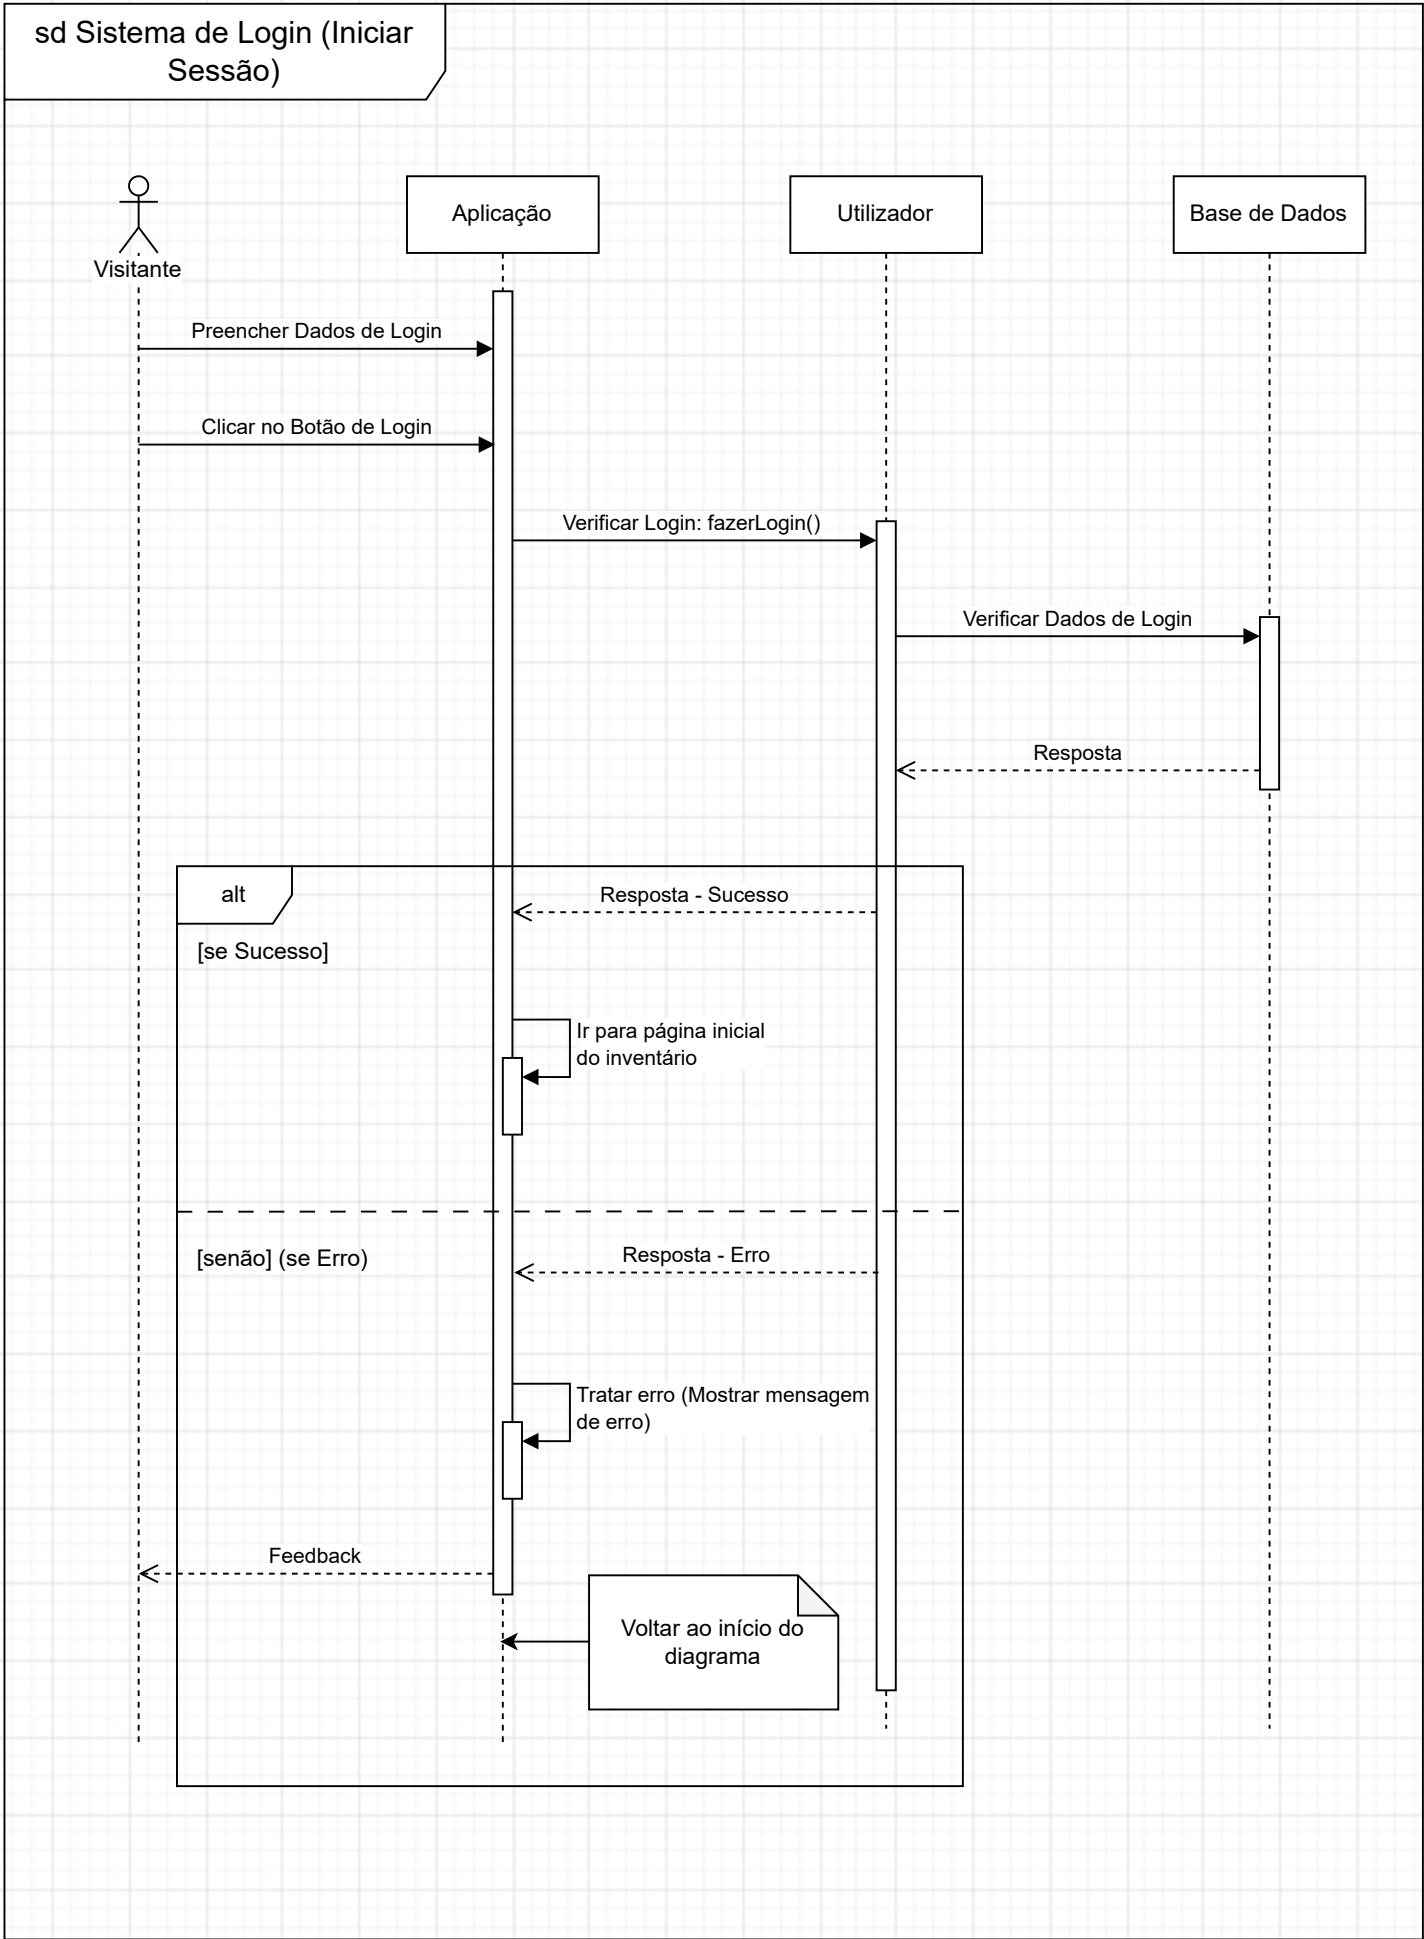 sd Sistema de Login (Iniciar
Sessão)
Visitante
Aplicação
Utilizador
Base de Dados
Preencher Dados de Login
Clicar no Botão de Login
Verificar Login: fazerLogin()
Verificar Dados de Login
Resposta
alt
Resposta - Sucesso
[se Sucesso]
Ir para página inicial
do inventário
[senão] (se Erro)
Resposta - Erro
Tratar erro (Mostrar mensagem
de erro)
Feedback
Voltar ao início do
diagrama